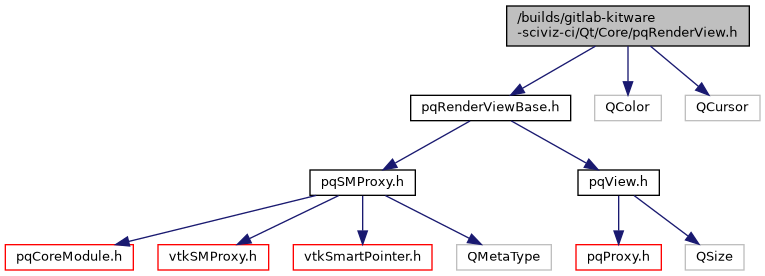 /builds/gitlab-kitware
-sciviz-ci/Qt/Core/pqRenderView.h
pqRenderViewBase.h
QColor
QCursor
pqSMProxy.h
pqView.h
pqCoreModule.h
vtkSMProxy.h
vtkSmartPointer.h
QMetaType
pqProxy.h
QSize